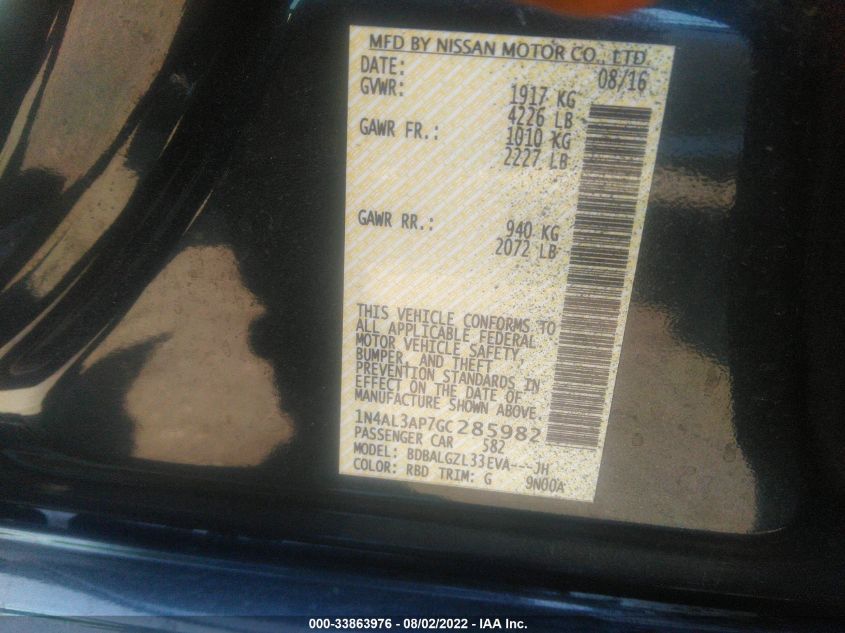 MFD BY NISSAN MOTOR CO., LTD.
DATE: 08/16
GVWR: 1917 KG
4226 LB
GAWR FR.: 1010 KG
2227 LB
GAWR RR.: 940 KG
2072 LB
THIS VEHICLE CONFORMS TO
ALL APPLICABLE FEDERAL
MOTOR VEHICLE SAFETY,
BUMPER, AND THEFT
PREVENTION STANDARDS IN
EFFECT ON THE DATE OF
MANUFACTURE SHOWN ABOVE.
1N4AL3AP7GC285982
PASSENGER CAR 582
MODEL: BDBALGZL33EVA---JH
COLOR: RBD TRIM: G 9N00A
000-33863976 - 08/02/2022 - IAA Inc.